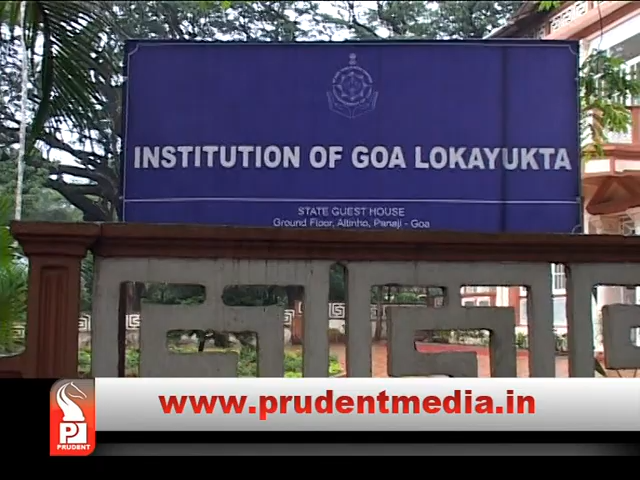 INSTITUTION OF GOA LOKAYUKTA
STATE GUEST HOUSE
Ground Floor, Altinho, Panaji - Goa
www.prudentmedia.in
PRUDENT